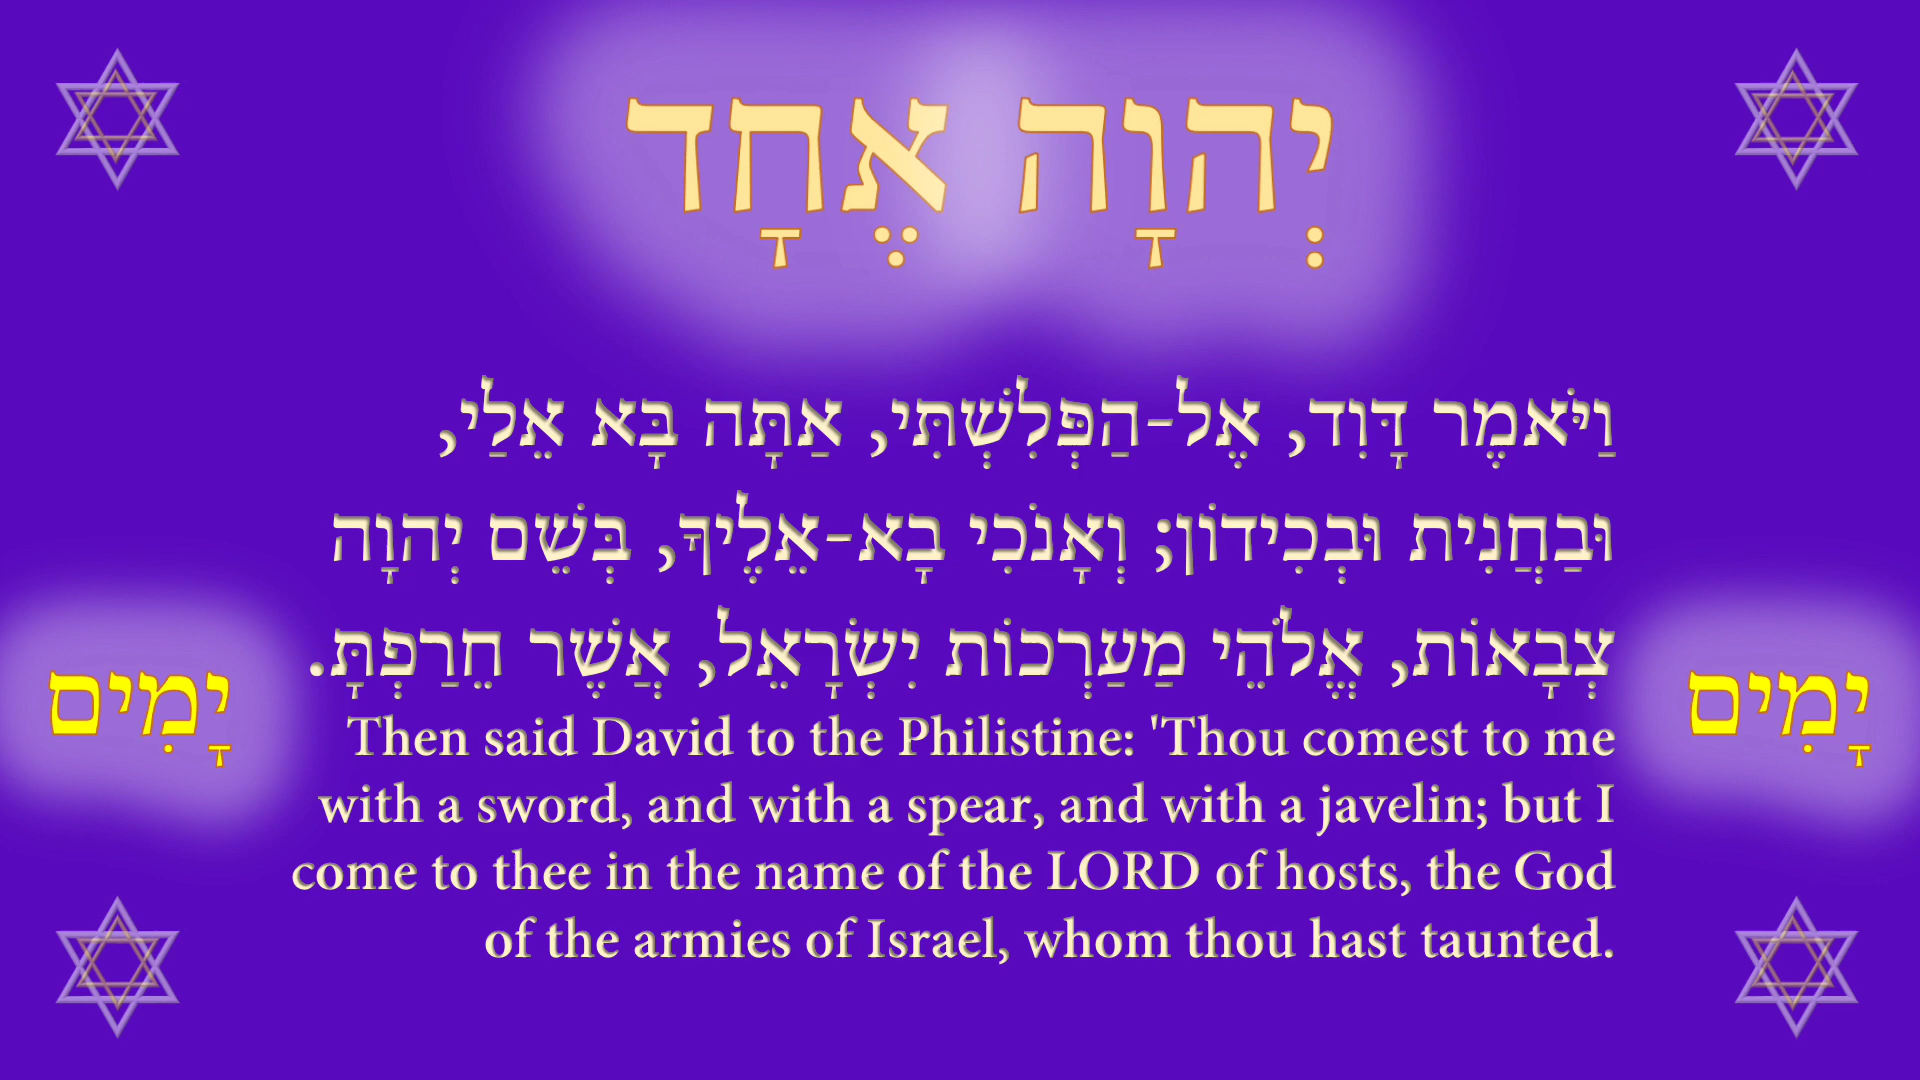 יְהוָה אֶחָד
וַיֹּאמֶר דָּוִד, אֶל-הַפְּלִשְׁתִּי, אַתָּה בָּא אֵלַי,
וּבַחֲנִית וּבְכִידוֹן; וְאָנֹכִי בָא-אֵלֶיךָ, בְּשֵׁם יְהוָה
צְבָאוֹת, אֱלֹהֵי מַעַרְכוֹת יִשְׂרָאֵל, אֲשֶׁר חֵרַפְתָּ.
יָמִים
יָמִים
Then said David to the Philistine: 'Thou comest to me
with a sword, and with a spear, and with a javelin; but I
come to thee in the name of the LORD of hosts, the God
of the armies of Israel, whom thou hast taunted.